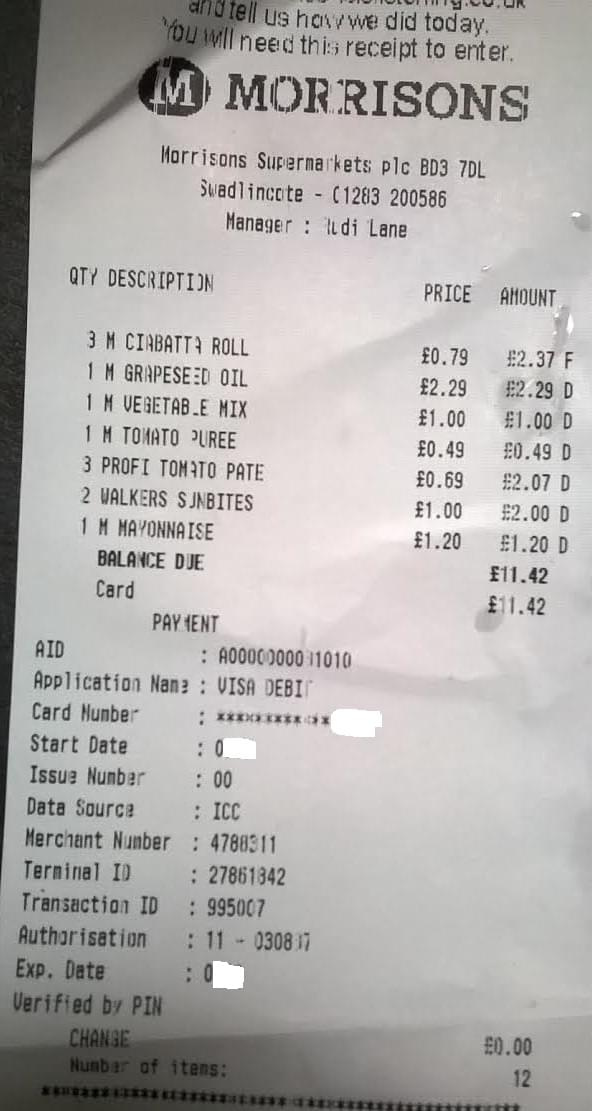 and tell us how we did today.
You will need this receipt to enter.
M MORRISONS
Morrisons Supermarkets plc BD3 7DL
Swadlincote - 01283 200586
Manager : Lane
QTY DESCRIPTION PRICE AMOUNT
3 M CIABATTA ROLL £0.79 £2.37 F
1 M GRAPESEED OIL £2.29 £2.29 D
1 M VEGETABLE MIX £1.00 £1.00 D
1 M TOMATO PUREE £0.49 £0.49 D
3 PROFI TOMATO PATE £0.69 £2.07 D
2 WALKERS SUNBITES £1.00 £2.00 D
1 M MAYONNAISE £1.20 £1.20 D
BALANCE DUE £11.42
Card £11.42
PAYMENT
AID : A0000000031010
Application Name : VISA DEBIT
Card Number : ************
Start Date : 0
Issue Number : 00
Data Source : ICC
Merchant Number : 4788311
Terminal ID : 27861842
Transaction ID : 995007
Authorisation : 11 -
Exp. Date : 0
Verified by PIN
CHANGE £0.00
Number of items: 12